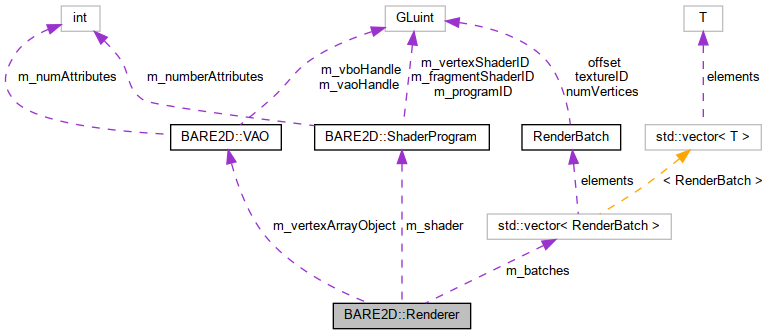 int
GLuint
T
m_numAttributes
m_numberAttributes
m_vboHandle
m_vaoHandle
m_vertexShaderID
m_fragmentShaderID
m_programID
offset
textureID
numVertices
elements
BARE2D::VAO
BARE2D::ShaderProgram
RenderBatch
std::vector< T >
elements
< RenderBatch >
m_vertexArrayObject
m_shader
std::vector< RenderBatch >
m_batches
BARE2D::Renderer